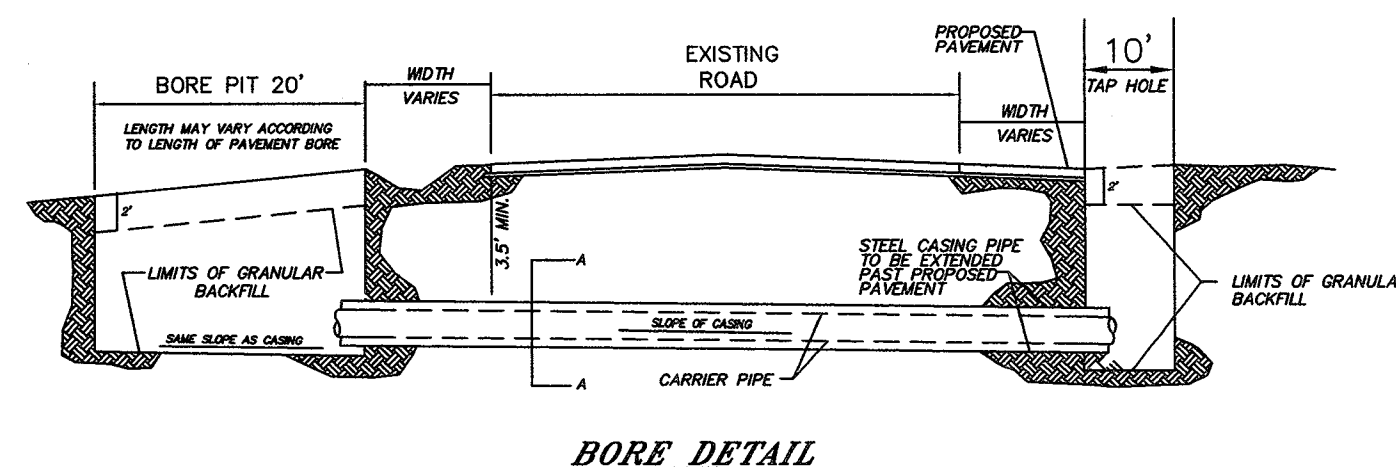 PROPOSED
PAVEMENT
10'
TAP HOLE
EXISTING
ROAD
WIDTH
VARIES
BORE PIT 20'
WIDTH
VARIES
LENGTH MAY VARY ACCORDING
TO LENGTH OF PAVEMENT BORE
2'
2'
3.5' MIN.
LIMITS OF GRANULAR
BACKFILL
A
STEEL CASING PIPE
TO BE EXTENDED
PAST PROPOSED
PAVEMENT
LIMITS OF GRANULA
BACKFILL
SAME SLOPE AS CASING
SLOPE OF CASING
A
CARRIER PIPE
BORE DETAIL